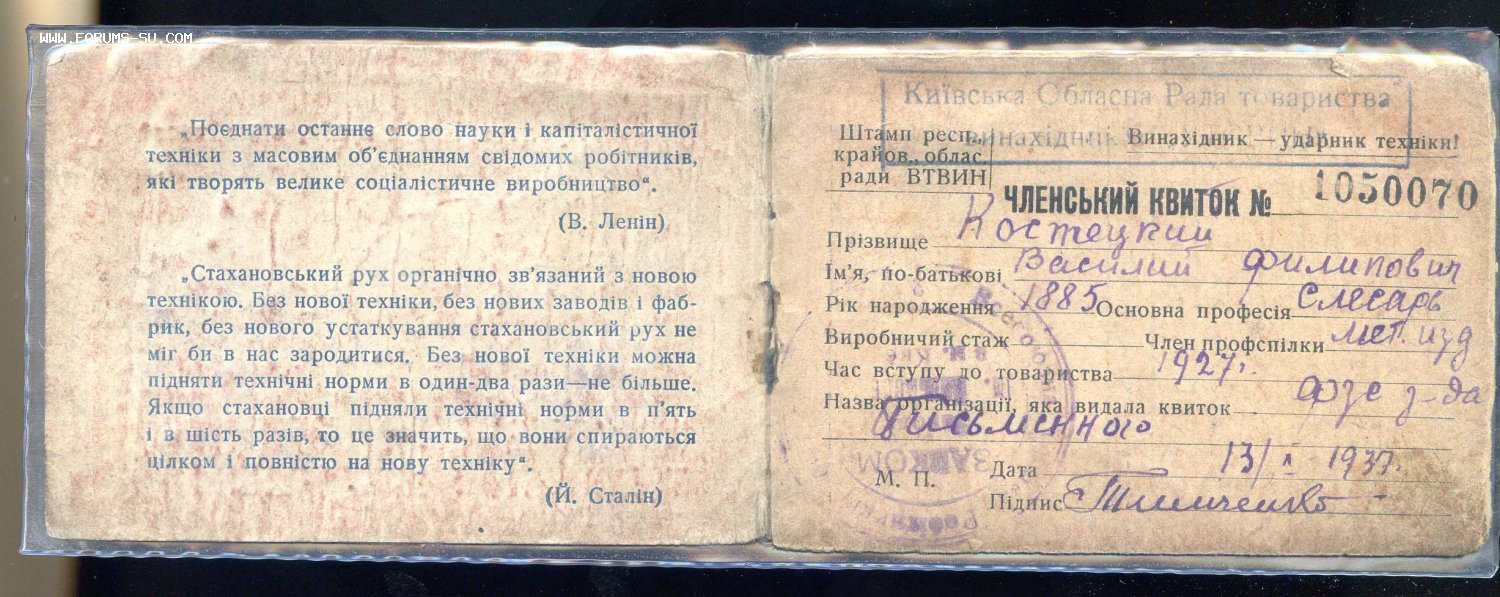 www.forums-su.com
„Поєднати останнє слово науки і капіталістичної
техніки з масовим об'єднанням свідомих робітників,
які творять велике соціалістичне виробництво“.
(В. Ленін)
„Стахановський рух органічно зв'язаний з новою
технікою. Без нової техніки, без нових заводів і фаб-
рик, без нового устаткування стахановський рух не
міг би в нас зародитися. Без нової техніки можна
підняти технічні норми в один-два рази—не більше.
Якщо стахановці підняли технічні норми в п'ять
і в шість разів, то це значить, що вони спираються
цілком і повністю на нову техніку“.
(Й. Сталін)
Київська Обласна Рада товариства
винахідник
Штамп респ.,
крайов., облас.
ради ВТВИН
Винахідник—ударник техніки!
ЧЛЕНСЬКИЙ КВИТОК № 1050070
Прізвище Костецкий
Ім'я, по-батькові Василий Филипович
Рік народження 1885 Основна професія слесарь
Виробничий стаж Член профспілки мет. изд
Час вступу до товариства 1927г.
Назва організації, яка видала квиток ФЗС з-да
Письменного
М. П.
Дата 13/X 1937.
Підпис Тимченко
ЗАВКОМ